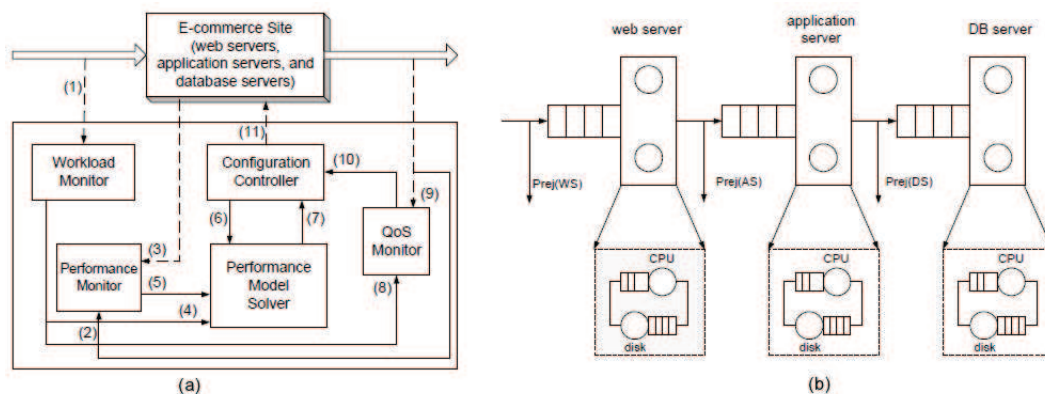 E-commerce Site
(web servers,
application servers, and
database servers)
(1)
(11)
(10)
Workload
Monitor
Configuration
Controller
(9)
(6)
(7)
QoS
Monitor
(3)
Performance
Monitor
(5)
Performance
Model
Solver
(8)
(2)
(4)
(a)
web server
application
server
DB server
Prej(WS)
Prej(AS)
Prej(DS)
CPU
disk
CPU
disk
CPU
disk
(b)